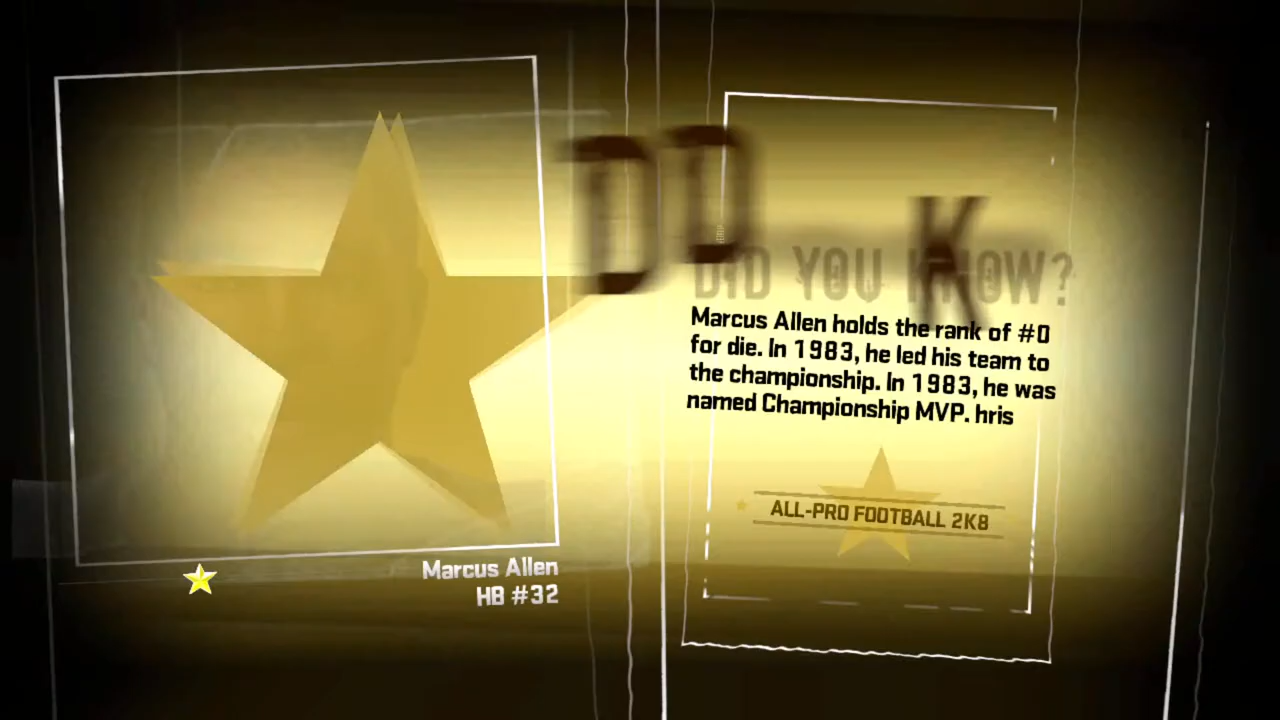 D D K
DID YOU KNOW?
Marcus Allen holds the rank of #0
for die. In 1983, he led his team to
the championship. In 1983, he was
named Championship MVP. hris
ALL-PRO FOOTBALL 2K8
Marcus Allen
HB #32